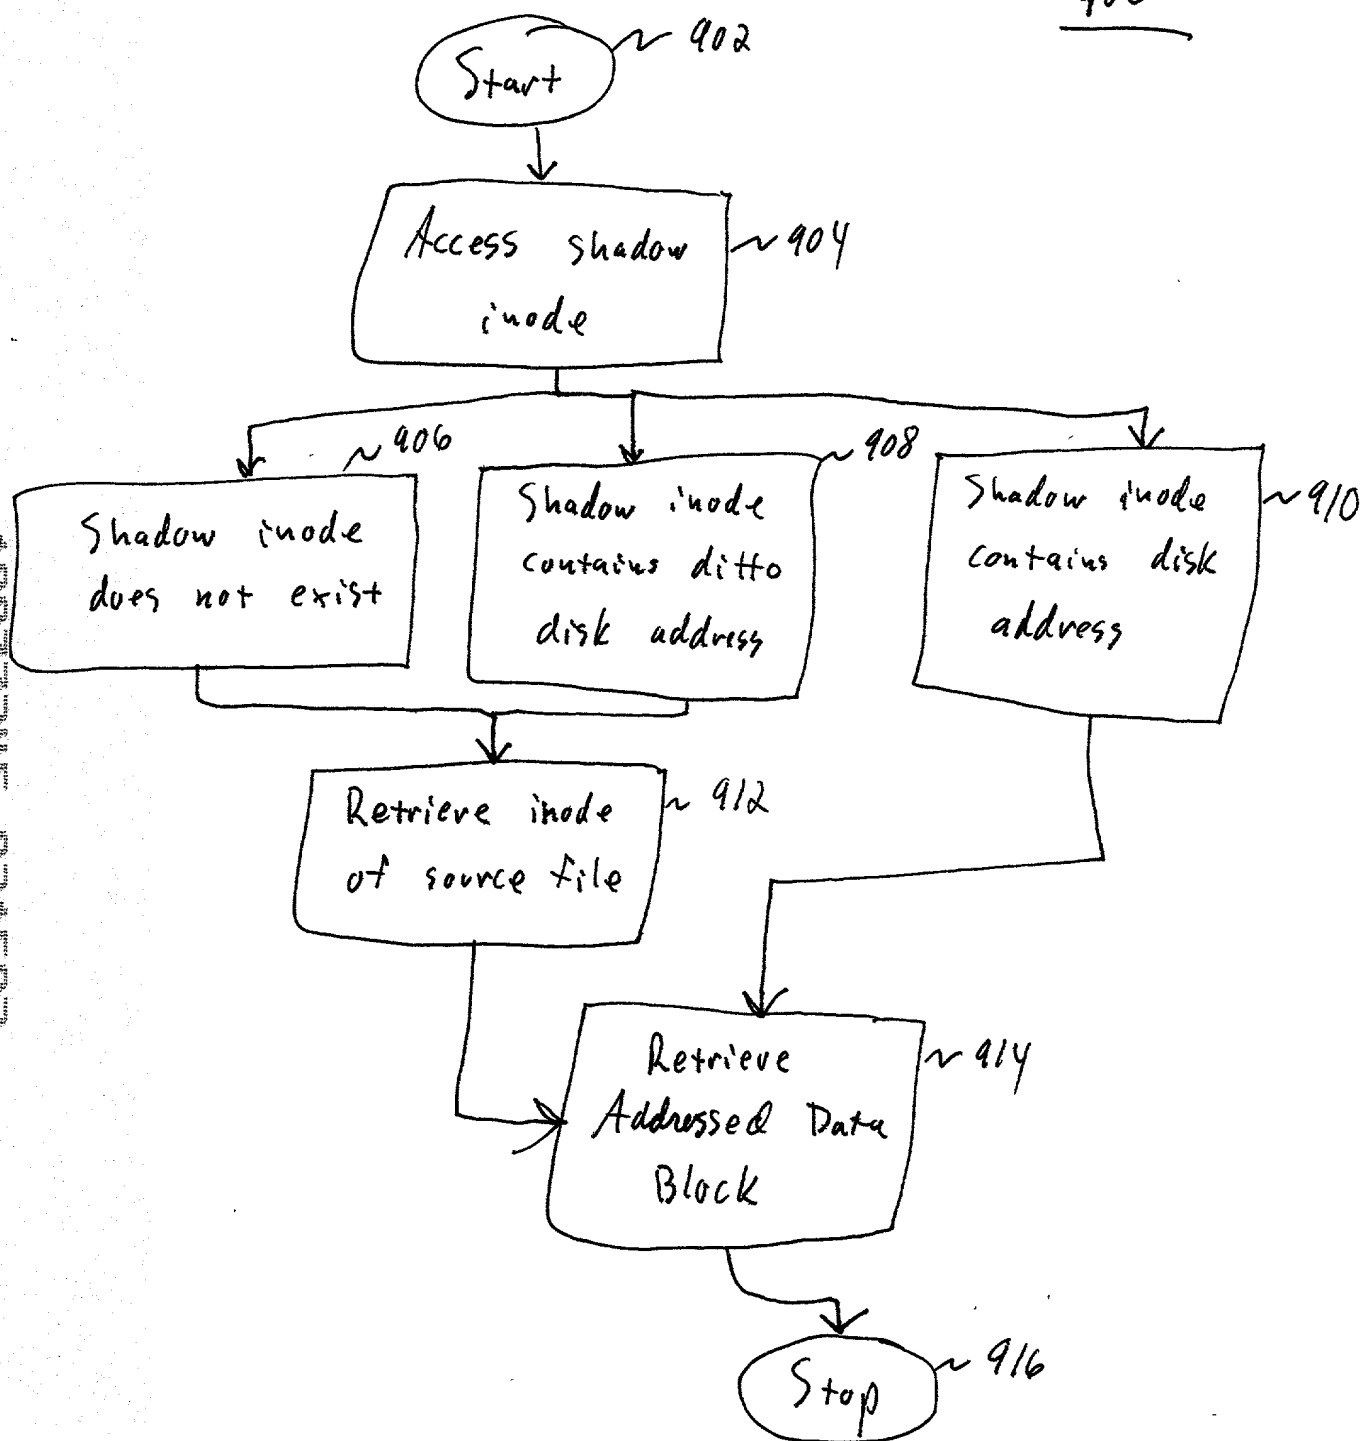 902
Start
Access shadow
inode
904
906
908
910
Shadow inode
does not exist
Shadow inode
contains ditto
disk address
Shadow inode
contains disk
address
Retrieve inode
of source file
912
Retrieve
Addressed Data
Block
914
Stop
916